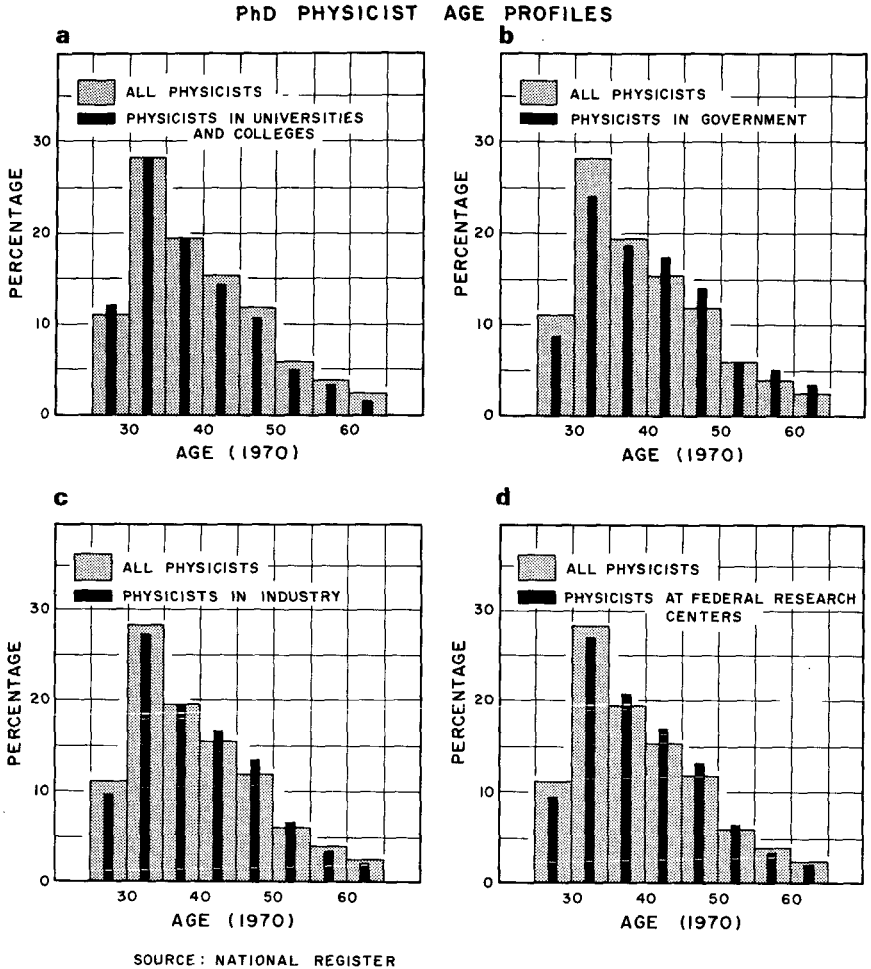 PhD PHYSICIST AGE PROFILES
a
ALL PHYSICISTS
PHYSICISTS IN UNIVERSITIES
AND COLLEGES
PERCENTAGE
30
20
10
0
30 40 50 60
AGE (1970)
b
ALL PHYSICISTS
PHYSICISTS IN GOVERNMENT
PERCENTAGE
30
20
10
0
30 40 50 60
AGE (1970)
c
ALL PHYSICISTS
PHYSICISTS IN INDUSTRY
PERCENTAGE
30
20
10
0
30 40 50 60
AGE (1970)
d
ALL PHYSICISTS
PHYSICISTS AT FEDERAL RESEARCH
CENTERS
PERCENTAGE
30
20
10
0
30 40 50 60
AGE (1970)
SOURCE: NATIONAL REGISTER